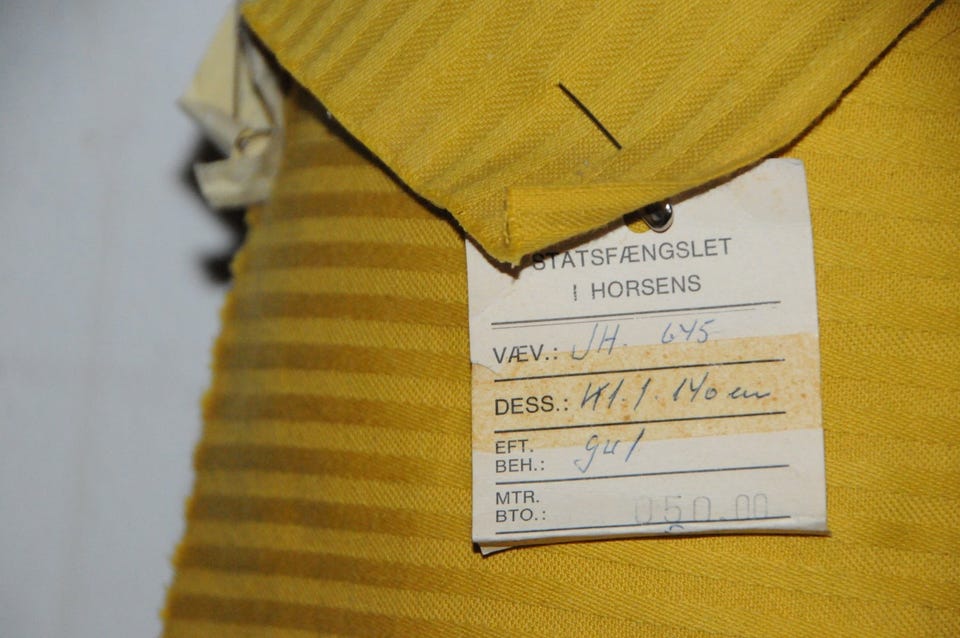 STATSFÆNGSLET
I HORSENS
VÆV.: JH. 645
DESS.: Kl. 1. 140 cm
EFT.
BEH.: gul
MTR.
BTO.: 050.00